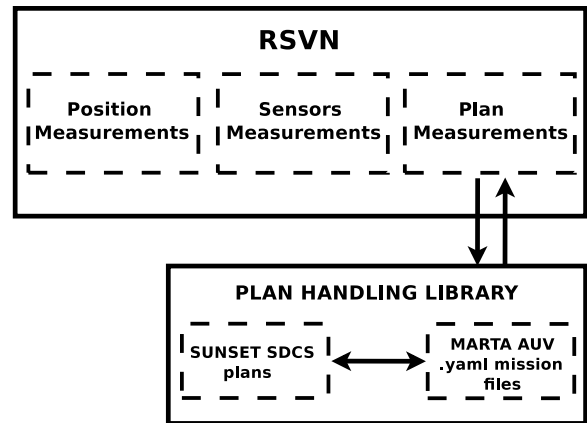 RSVN
Position
Measurements
Sensors
Measurements
Plan
Measurements
PLAN HANDLING LIBRARY
SUNSET SDCS
plans
MARTA AUV
.yaml mission
files